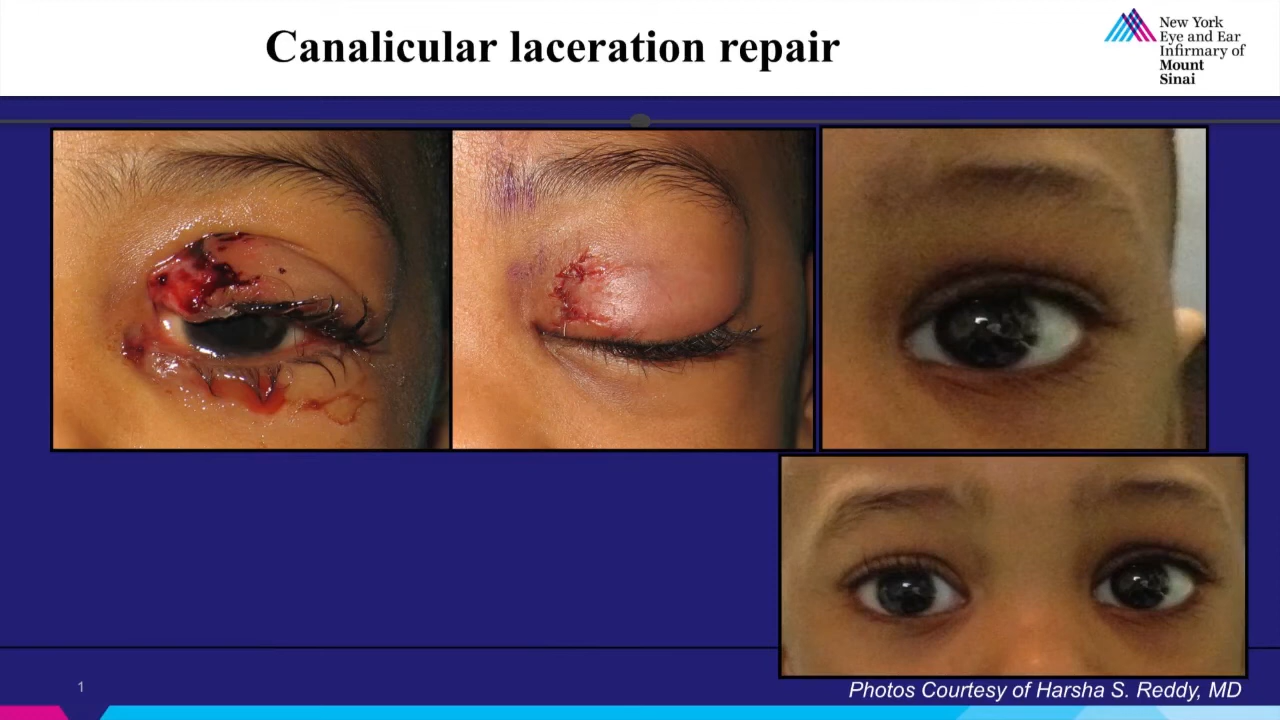 Canalicular laceration repair
New York
Eye and Ear
Infirmary of
Mount
Sinai
1
Photos Courtesy of Harsha S. Reddy, MD